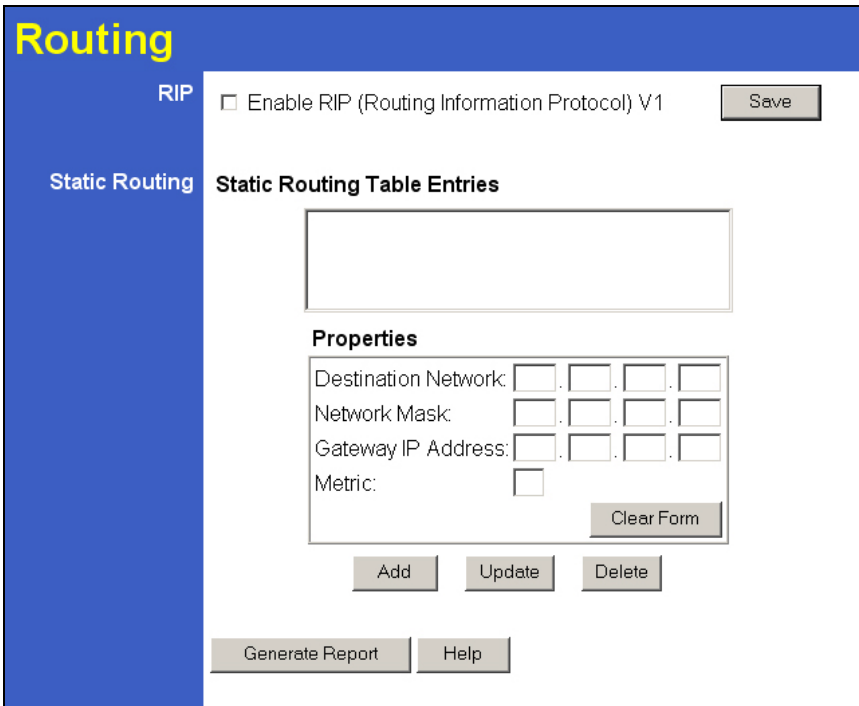 Routing
RIP
Enable RIP (Routing Information Protocol) V1
Save
Static Routing
Static Routing Table Entries
Properties
Destination Network: . . .
Network Mask: . . .
Gateway IP Address: . . .
Metric:
Clear Form
Add Update Delete
Generate Report Help